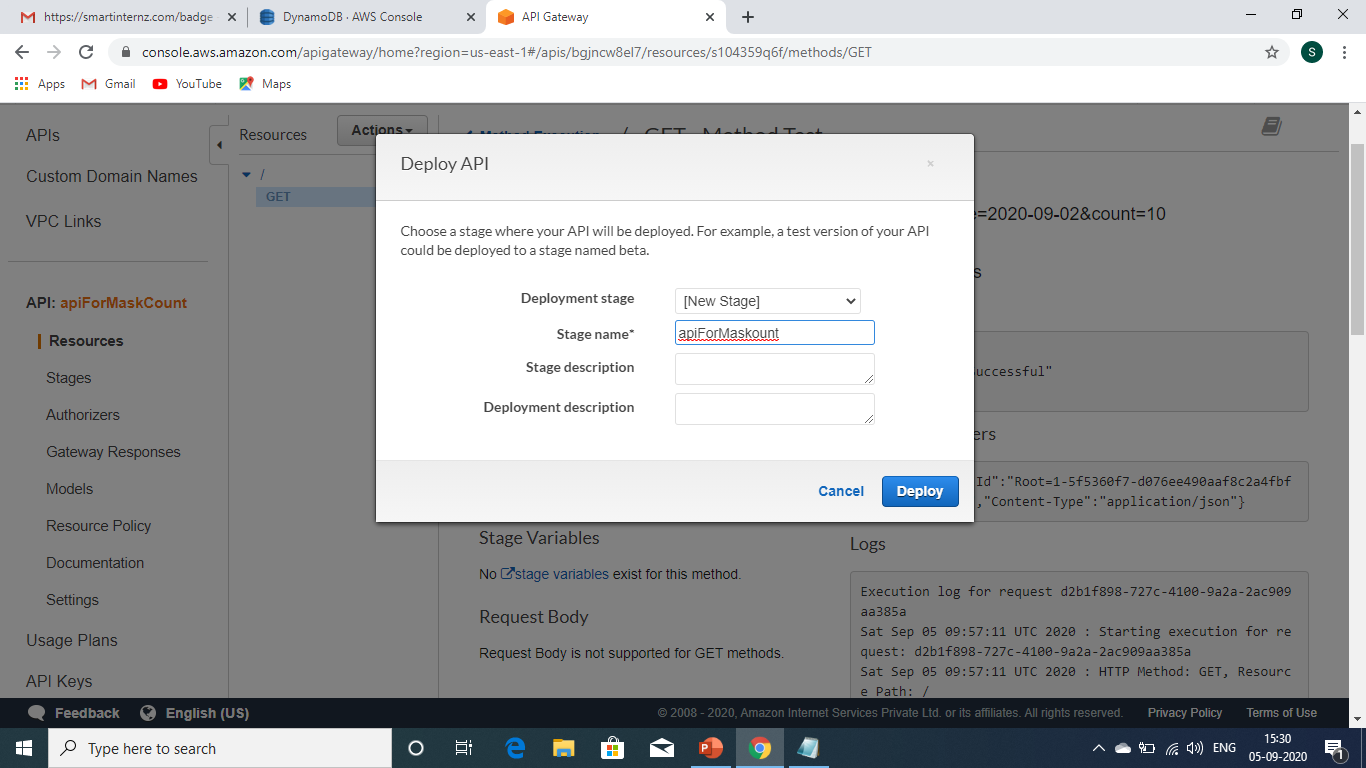 https://smartinternz.com/badge
DynamoDB · AWS Console
API Gateway
console.aws.amazon.com/apigateway/home?region=us-east-1#/apis/bgjncw8el7/resources/s104359q6f/methods/GET
S
Apps
Gmail
YouTube
Maps
APIs
Custom Domain Names
VPC Links
API: apiForMaskCount
Resources
Stages
Authorizers
Gateway Responses
Models
Resource Policy
Documentation
Settings
Usage Plans
API Keys
Resources
Actions
/
GET
Method Execution / GET - Method Test
Deploy API
Choose a stage where your API will be deployed. For example, a test version of your API
could be deployed to a stage named beta.
Deployment stage
[New Stage]
Stage name*
apiForMaskount
Stage description
Deployment description
Cancel
Deploy
=2020-09-02&count=10
s
uccessful"
ers
Id":"Root=1-5f5360f7-d076ee490aaf8c2a4fbf
,"Content-Type":"application/json"}
Stage Variables
No stage variables exist for this method.
Request Body
Request Body is not supported for GET methods.
Logs
Execution log for request d2b1f898-727c-4100-9a2a-2ac909
aa385a
Sat Sep 05 09:57:11 UTC 2020 : Starting execution for re
quest: d2b1f898-727c-4100-9a2a-2ac909aa385a
Sat Sep 05 09:57:11 UTC 2020 : HTTP Method: GET, Resourc
e Path: /
Feedback
English (US)
© 2008 - 2020, Amazon Internet Services Private Ltd. or its affiliates. All rights reserved.
Privacy Policy
Terms of Use
Type here to search
ENG
15:30
05-09-2020
1